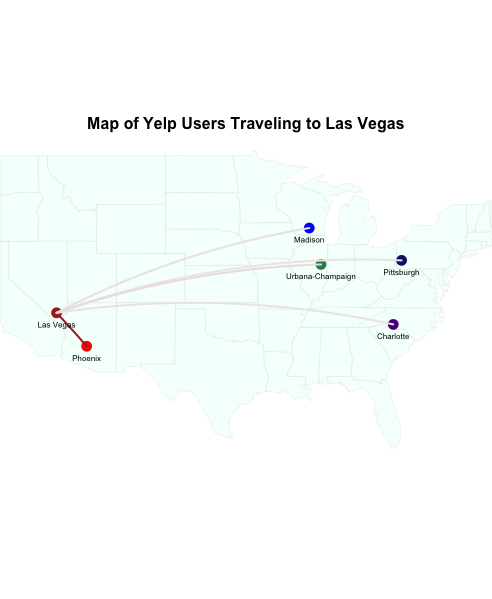 Map of Yelp Users Traveling to Las Vegas
Madison
Urbana-Champaign
Pittsburgh
Las Vegas
Charlotte
Phoenix